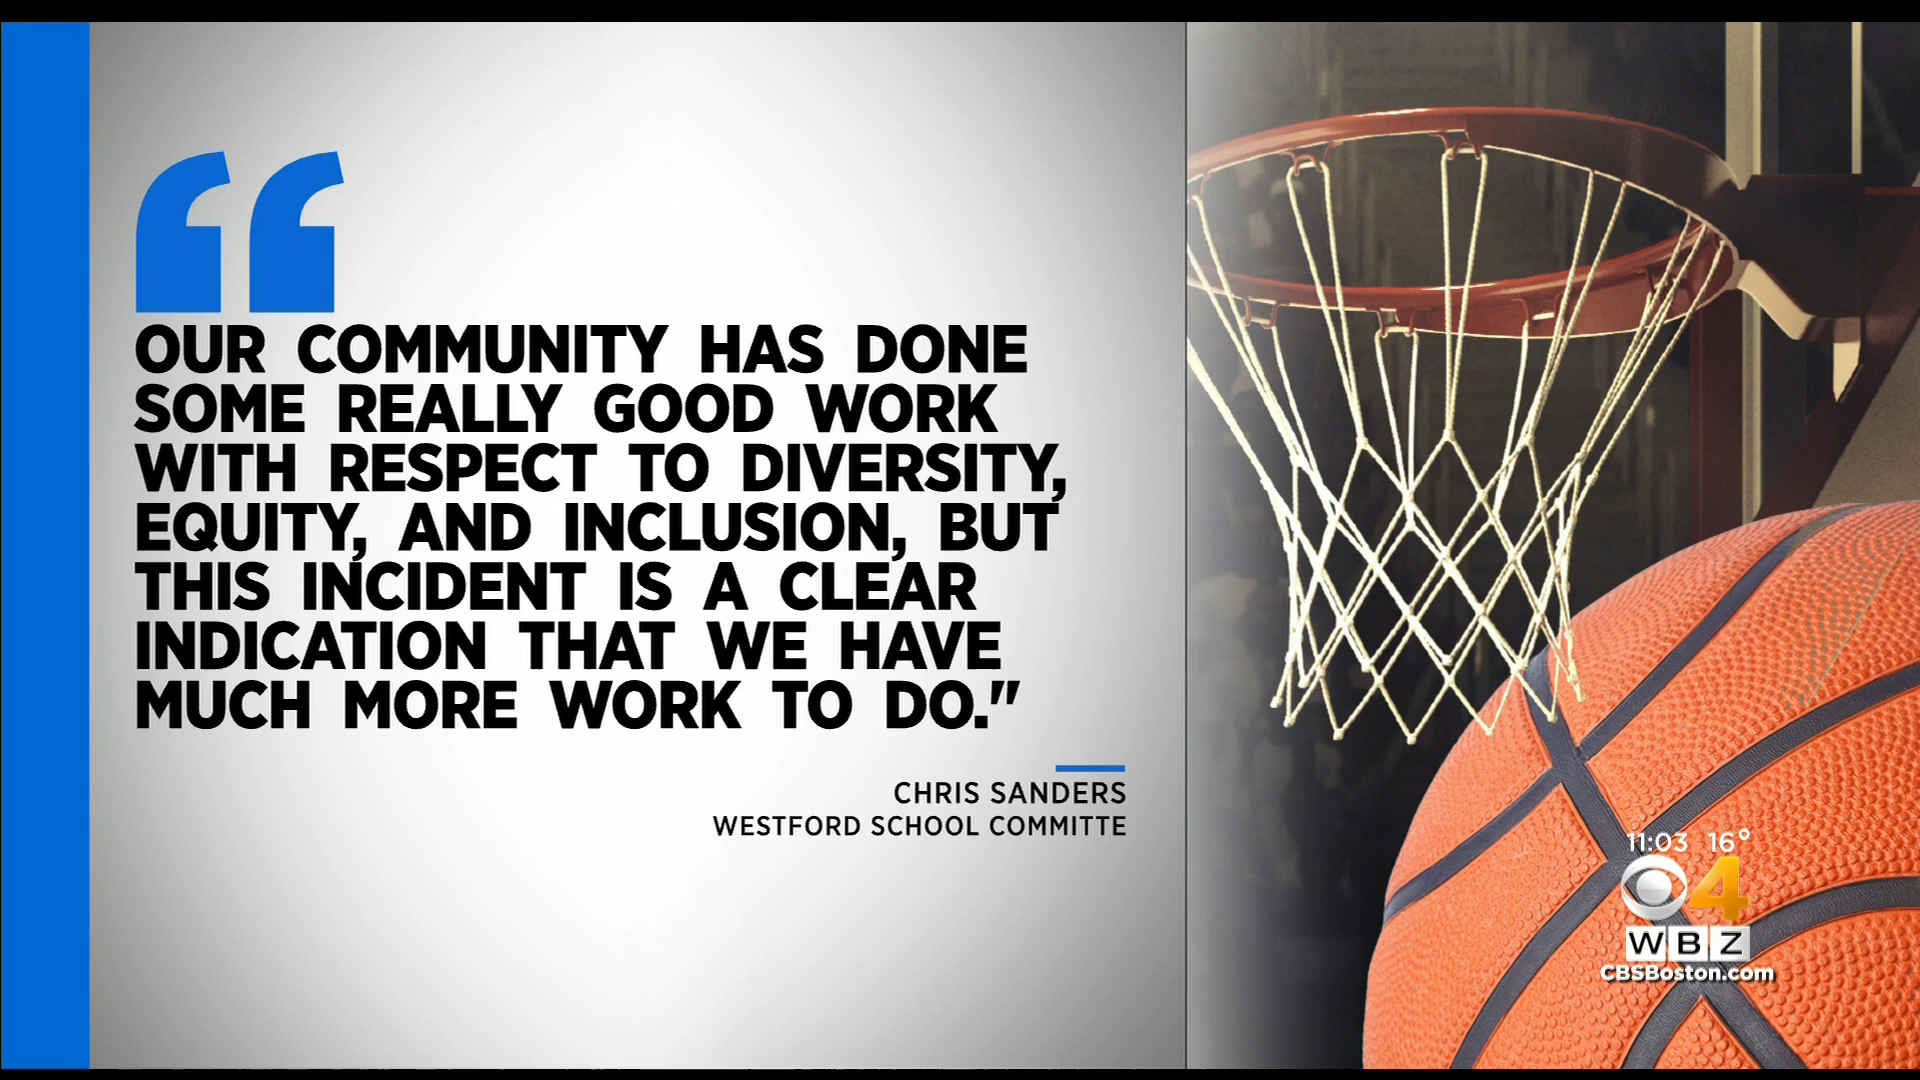 “
OUR COMMUNITY HAS DONE
SOME REALLY GOOD WORK
WITH RESPECT TO DIVERSITY,
EQUITY, AND INCLUSION, BUT
THIS INCIDENT IS A CLEAR
INDICATION THAT WE HAVE
MUCH MORE WORK TO DO."
CHRIS SANDERS
WESTFORD SCHOOL COMMITTE
11:03 16°
4
WBZ
CBSBoston.com